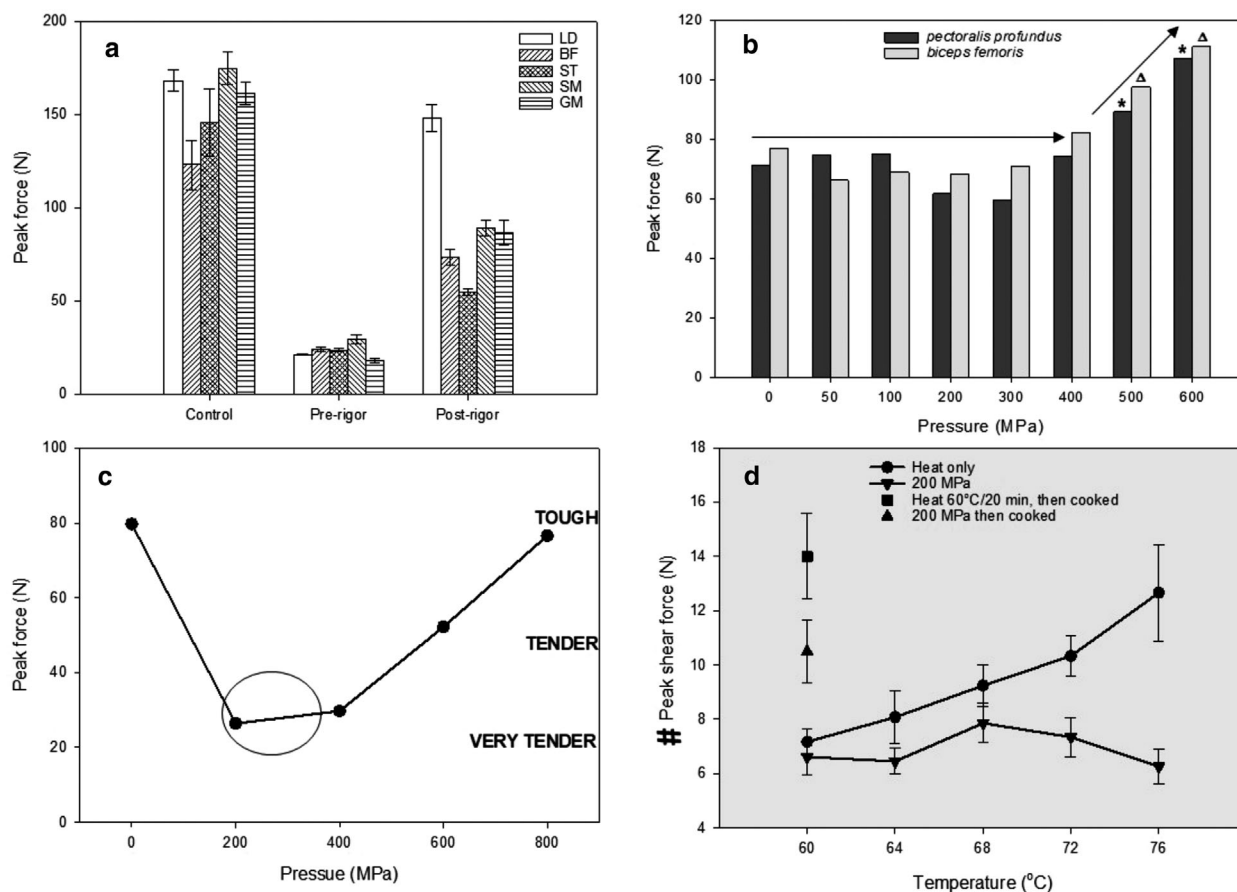 a
200
150
100
50
0
Peak force (N)
LD
BF
ST
SM
GM
Control Pre-rigor Post-rigor
b
120
100
80
60
40
20
0
Peak force (N)
pectoralis profundus
biceps femoris
* Δ * Δ
0 50 100 200 300 400 500 600
Pressure (MPa)
c
100
80
60
40
20
0
Peak force (N)
TOUGH
TENDER
VERY TENDER
0 200 400 600 800
Pressue (MPa)
d
18
16
14
12
10
8
6
4
# Peak shear force (N)
Heat only
200 MPa
Heat 60°C/20 min, then cooked
200 MPa then cooked
60 64 68 72 76
Temperature (°C)